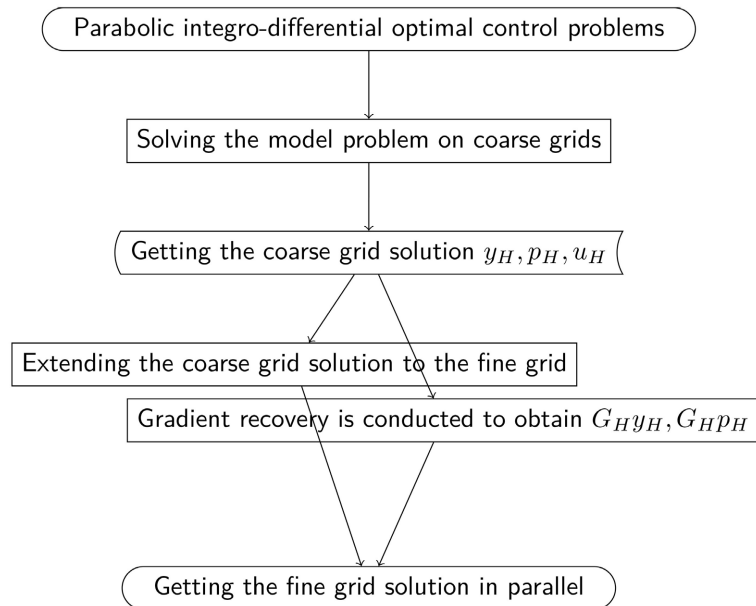 Parabolic integro-differential optimal control problems
Solving the model problem on coarse grids
Getting the coarse grid solution $y_H, p_H, u_H$
Extending the coarse grid solution to the fine grid
Gradient recovery is conducted to obtain $G_H y_H, G_H p_H$
Getting the fine grid solution in parallel